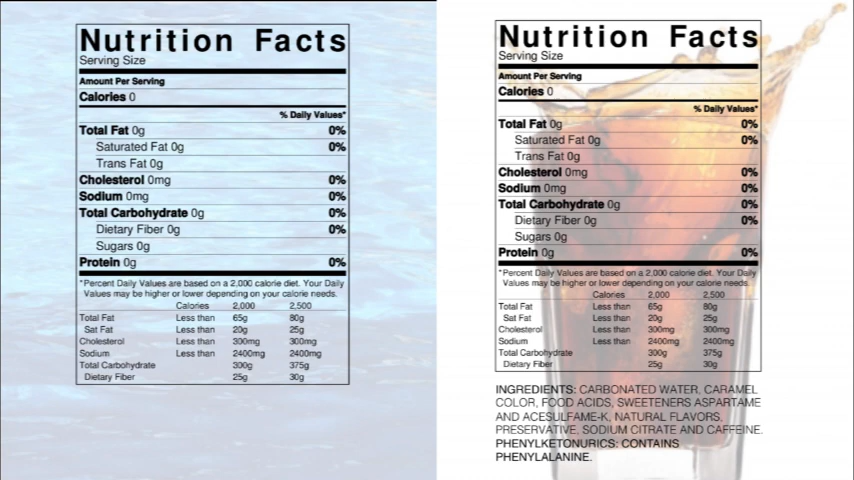 Nutrition Facts
Serving Size
Amount Per Serving
Calories 0
% Daily Values*
Total Fat 0g 0%
Saturated Fat 0g 0%
Trans Fat 0g
Cholesterol 0mg 0%
Sodium 0mg 0%
Total Carbohydrate 0g 0%
Dietary Fiber 0g 0%
Sugars 0g
Protein 0g 0%
*Percent Daily Values are based on a 2,000 calorie diet. Your Daily
Values may be higher or lower depending on your calorie needs.
Calories 2,000 2,500
Total Fat Less than 65g 80g
Sat Fat Less than 20g 25g
Cholesterol Less than 300mg 300mg
Sodium Less than 2400mg 2400mg
Total Carbohydrate 300g 375g
Dietary Fiber 25g 30g
Nutrition Facts
Serving Size
Amount Per Serving
Calories 0
% Daily Values*
Total Fat 0g 0%
Saturated Fat 0g 0%
Trans Fat 0g
Cholesterol 0mg 0%
Sodium 0mg 0%
Total Carbohydrate 0g 0%
Dietary Fiber 0g 0%
Sugars 0g
Protein 0g 0%
*Percent Daily Values are based on a 2,000 calorie diet. Your Daily
Values may be higher or lower depending on your calorie needs.
Calories 2,000 2,500
Total Fat Less than 65g 80g
Sat Fat Less than 20g 25g
Cholesterol Less than 300mg 300mg
Sodium Less than 2400mg 2400mg
Total Carbohydrate 300g 375g
Dietary Fiber 25g 30g
INGREDIENTS: CARBONATED WATER, CARAMEL
COLOR, FOOD ACIDS, SWEETENERS ASPARTAME
AND ACESULFAME-K, NATURAL FLAVORS,
PRESERVATIVE, SODIUM CITRATE AND CAFFEINE.
PHENYLKETONURICS: CONTAINS
PHENYLALANINE.